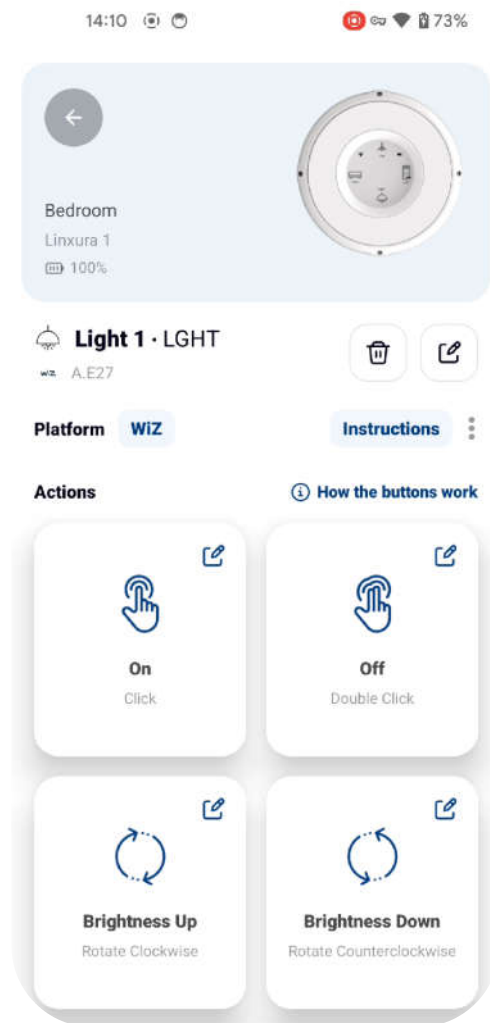 14:10 73%
Bedroom
Linxura 1
100%
Light 1 · LGHT
WiZ A.E27
Platform WiZ Instructions
Actions How the buttons work
On Off
Click Double Click
Brightness Up Brightness Down
Rotate Clockwise Rotate Counterclockwise